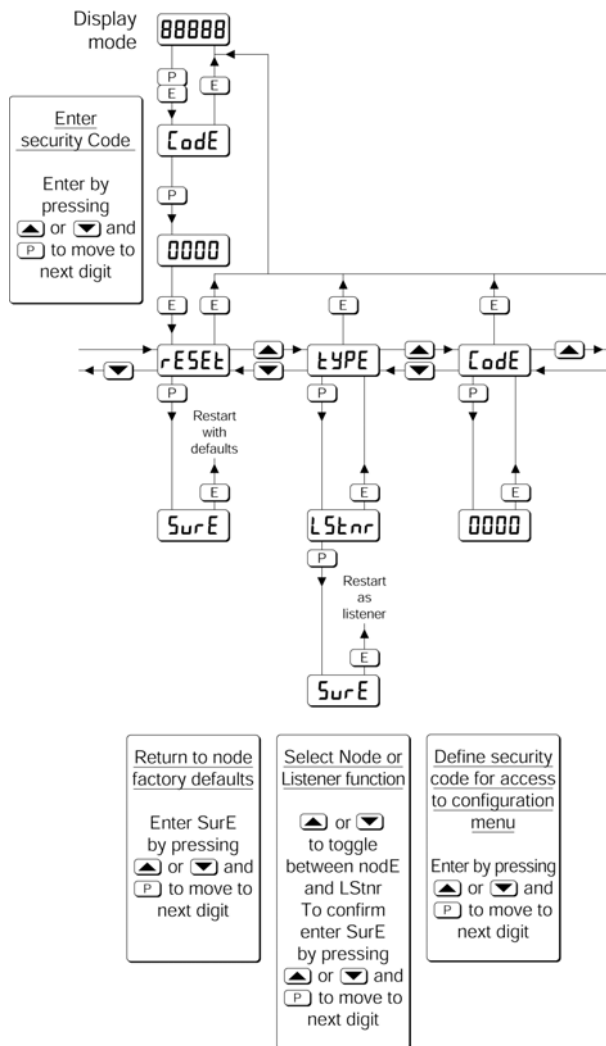 Display
mode
88888
P
E
E
Enter
security Code
Enter by
pressing
▲ or ▼ and
P to move to
next digit
CodE
P
0000
E E E E
▼ rESEt ▲ ▼ tYPE ▲ ▼ CodE ▲
P P P
Restart
with
defaults
E E E
SurE LStnr 0000
P
Restart
as
listener
E
SurE
Return to node
factory defaults
Enter SurE
by pressing
▲ or ▼ and
P to move to
next digit
Select Node or
Listener function
▲ or ▼
to toggle
between nodE
and LStnr
To confirm
enter SurE
by pressing
▲ or ▼ and
P to move to
next digit
Define security
code for access
to configuration
menu
Enter by pressing
▲ or ▼ and
P to move to
next digit